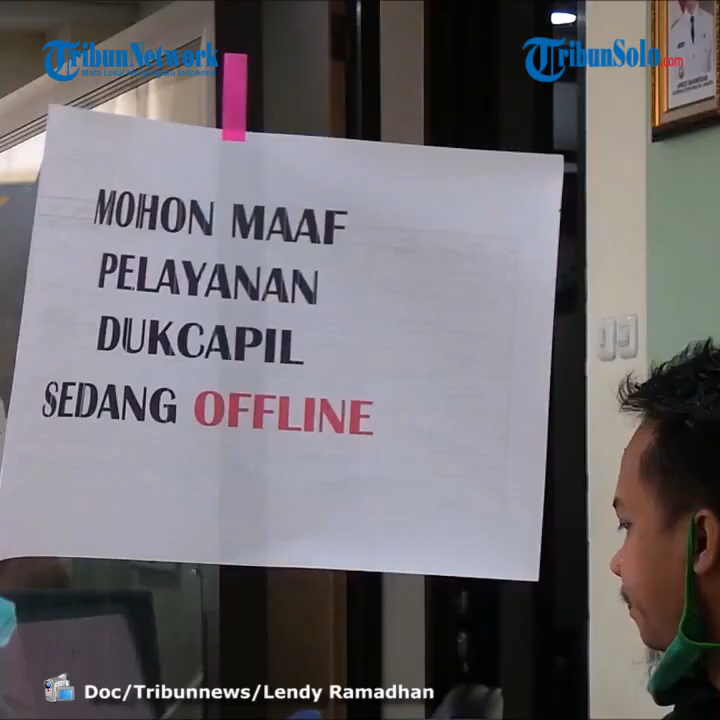 TribunNetwork
TribunSolo.com
MOHON MAAF
PELAYANAN
DUKCAPIL
SEDANG OFFLINE
Doc/Tribunnews/Lendy Ramadhan